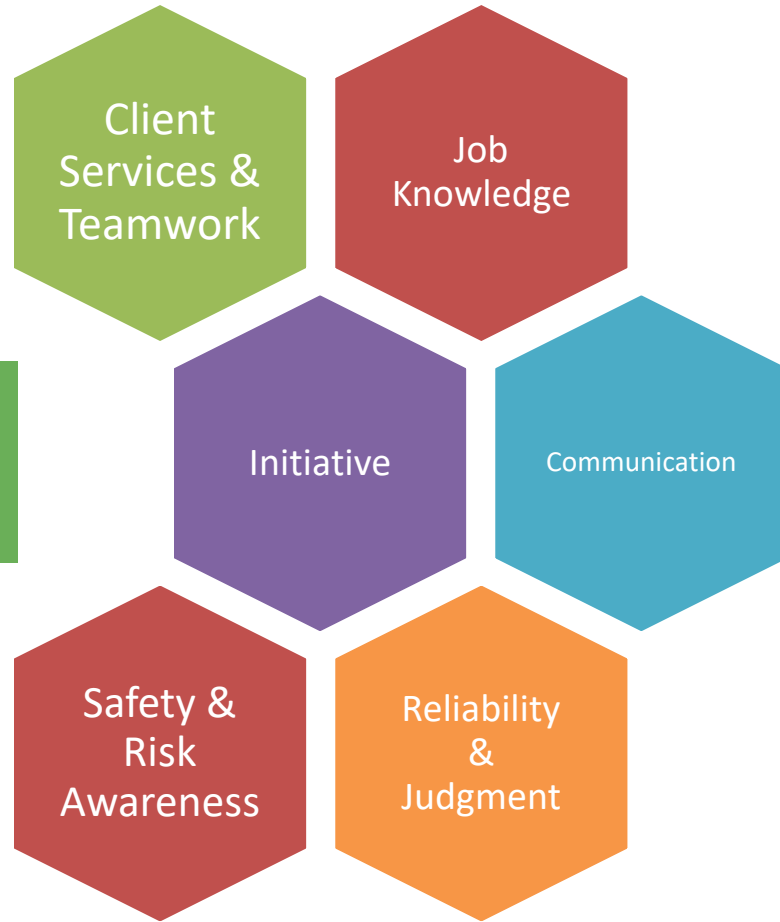 Client
Services &
Teamwork
Job
Knowledge
Initiative
Communication
Safety &
Risk
Awareness
Reliability
&
Judgment